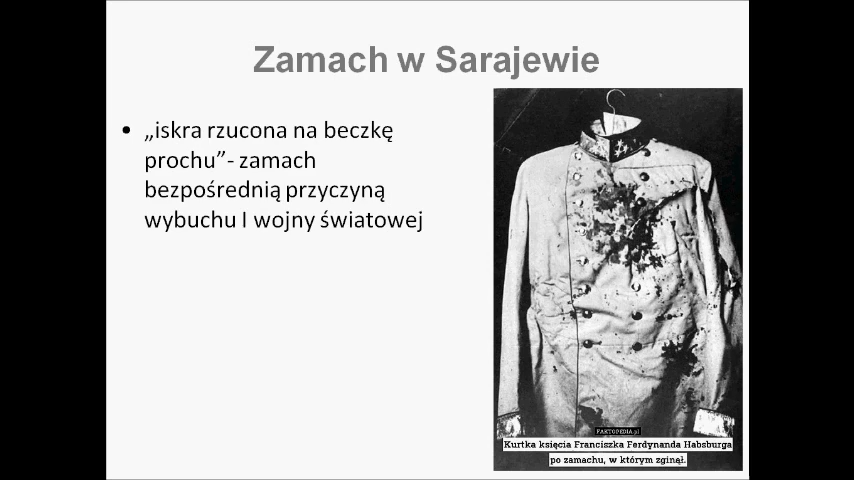 Zamach w Sarajewie
• „iskra rzucona na beczkę
prochu”- zamach
bezpośrednią przyczyną
wybuchu I wojny światowej
FAKTOPEDIA.pl
Kurtka księcia Franciszka Ferdynanda Habsburga
po zamachu, w którym zginął.